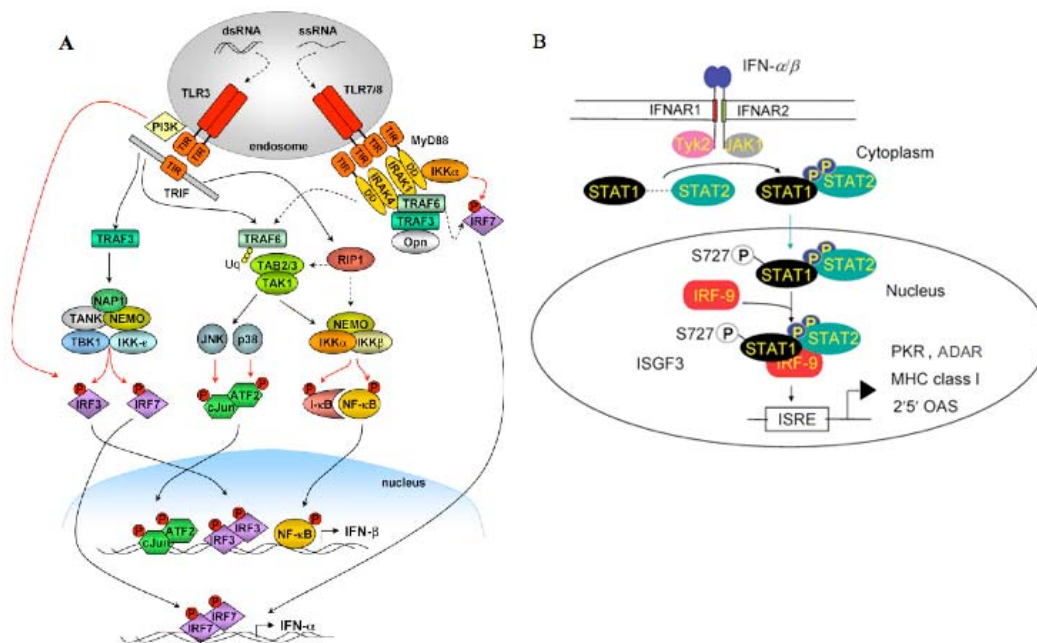 A
dsRNA
ssRNA
TLR3
TLR7/8
PI3K
TIR
TIR
TIR
TIR
TIR
TIR
TIR
endosome
MyD88
TRIF
DD
DD
IRAK4
IRAK1
IKKα
TRAF6
TRAF3
Opn
P
IRF7
TRAF3
TRAF6
Uq
TAB2/3
TAK1
RIP1
NAP1
TANK
NEMO
TBK1
IKK-ε
JNK
p38
NEMO
IKKα
IKKβ
P
IRF3
P
IRF7
P
cJun
P
ATF2
P
I-κB
P
NF-κB
nucleus
P
cJun
P
ATF2
P
IRF3
P
IRF3
P
NF-κB
IFN-β
P
IRF7
P
IRF7
IFN-α
B
IFN-α/β
IFNAR1
IFNAR2
Tyk2
JAK1
Cytoplasm
STAT1
STAT2
STAT1
P
P
STAT2
S727
P
STAT1
P
P
STAT2
Nucleus
IRF-9
S727
P
STAT1
P
P
STAT2
IRF-9
ISGF3
PKR, ADAR
MHC class I
2'5' OAS
ISRE